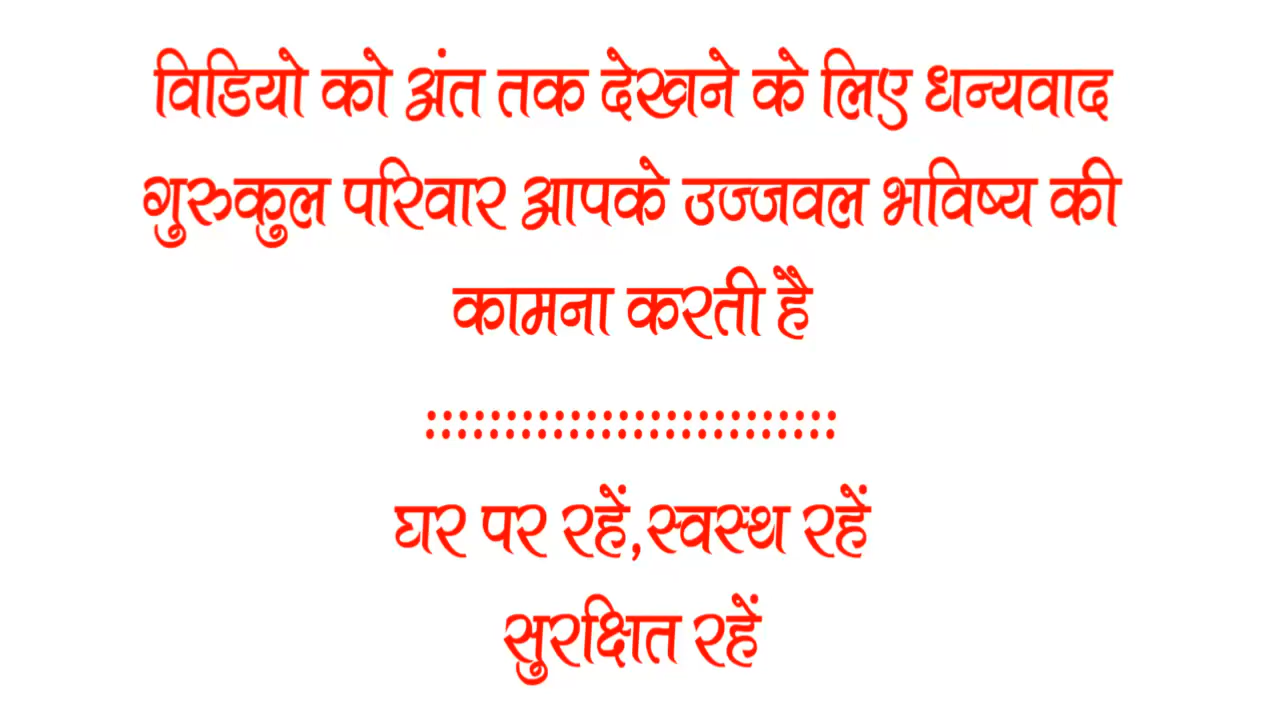 विडियो को अंत तक देखने के लिए धन्यवाद
गुरुकुल परिवार आपके उज्जवल भविष्य की
कामना करती है
::::::::::::::::::::::::::
घर पर रहें,स्वस्थ रहें
सुरक्षित रहें